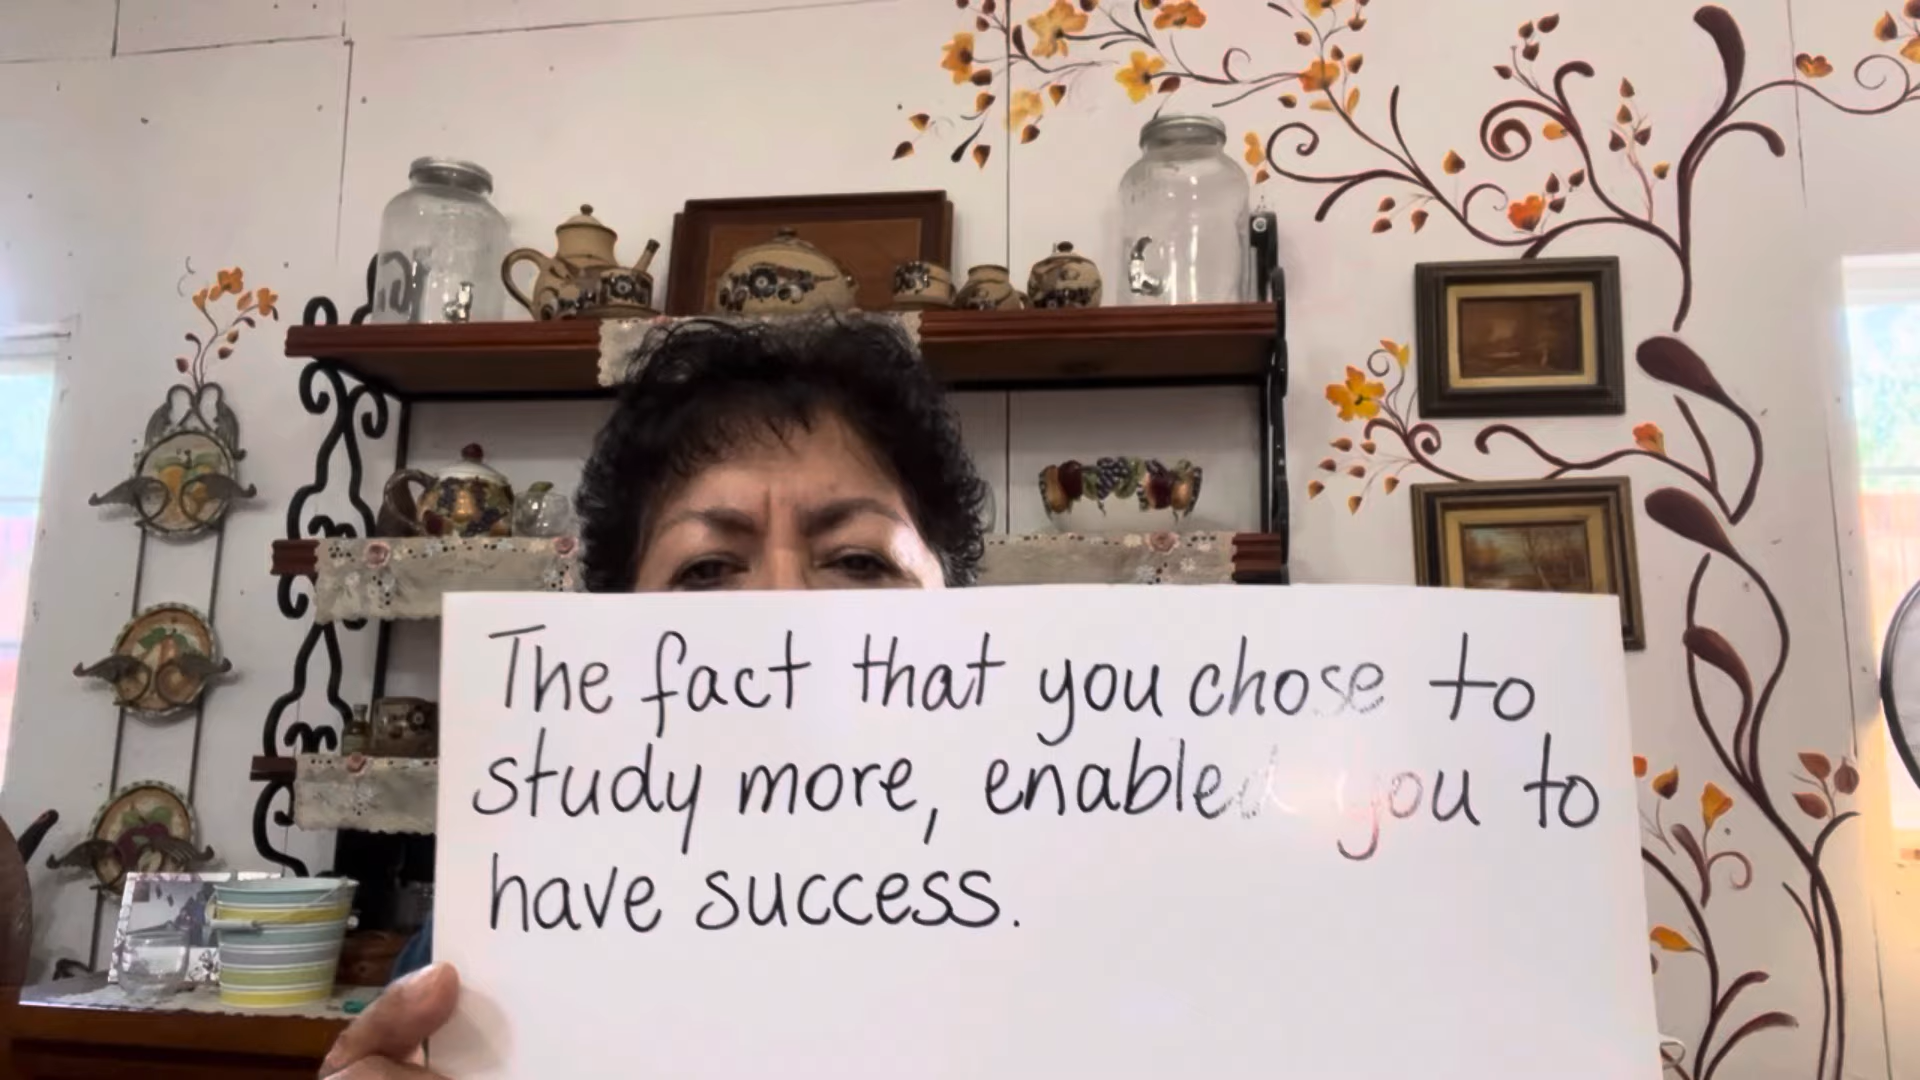 The fact that you chose to
study more, enabled you to
have success.